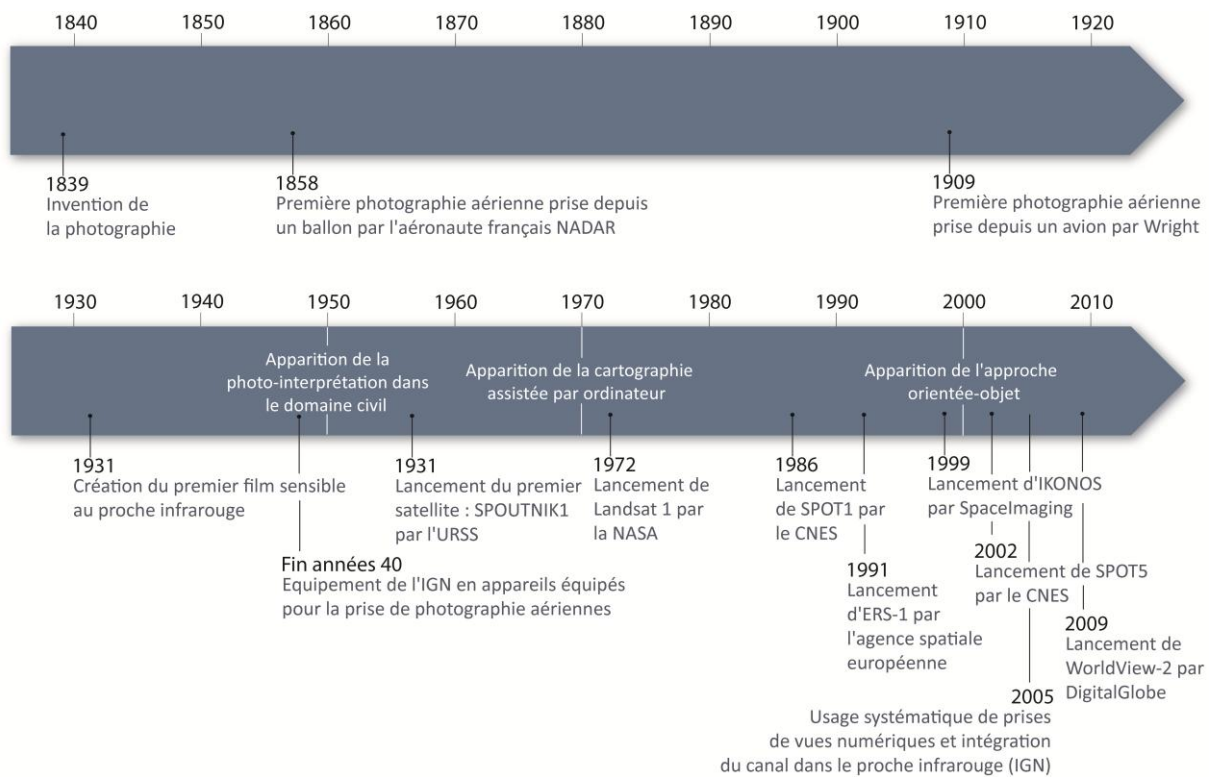 1840 1850 1860 1870 1880 1890 1900 1910 1920
1839
Invention de
la photographie
1858
Première photographie aérienne prise depuis
un ballon par l'aéronaute français NADAR
1909
Première photographie aérienne
prise depuis un avion par Wright
1930 1940 1950 1960 1970 1980 1990 2000 2010
Apparition de la
photo-interprétation dans
le domaine civil
Apparition de la cartographie
assistée par ordinateur
Apparition de l'approche
orientée-objet
1931
Création du premier film sensible
au proche infrarouge
Fin années 40
Equipement de l'IGN en appareils équipés
pour la prise de photographie aériennes
1931
Lancement du premier
satellite : SPOUTNIK1
par l'URSS
1972
Lancement de
Landsat 1 par
la NASA
1986
Lancement
de SPOT1 par
le CNES
1991
Lancement
d'ERS-1 par
l'agence spatiale
européenne
1999
Lancement d'IKONOS
par SpaceImaging
2002
Lancement de SPOT5
par le CNES
2005
Usage systématique de prises
de vues numériques et intégration
du canal dans le proche infrarouge (IGN)
2009
Lancement de
WorldView-2 par
DigitalGlobe